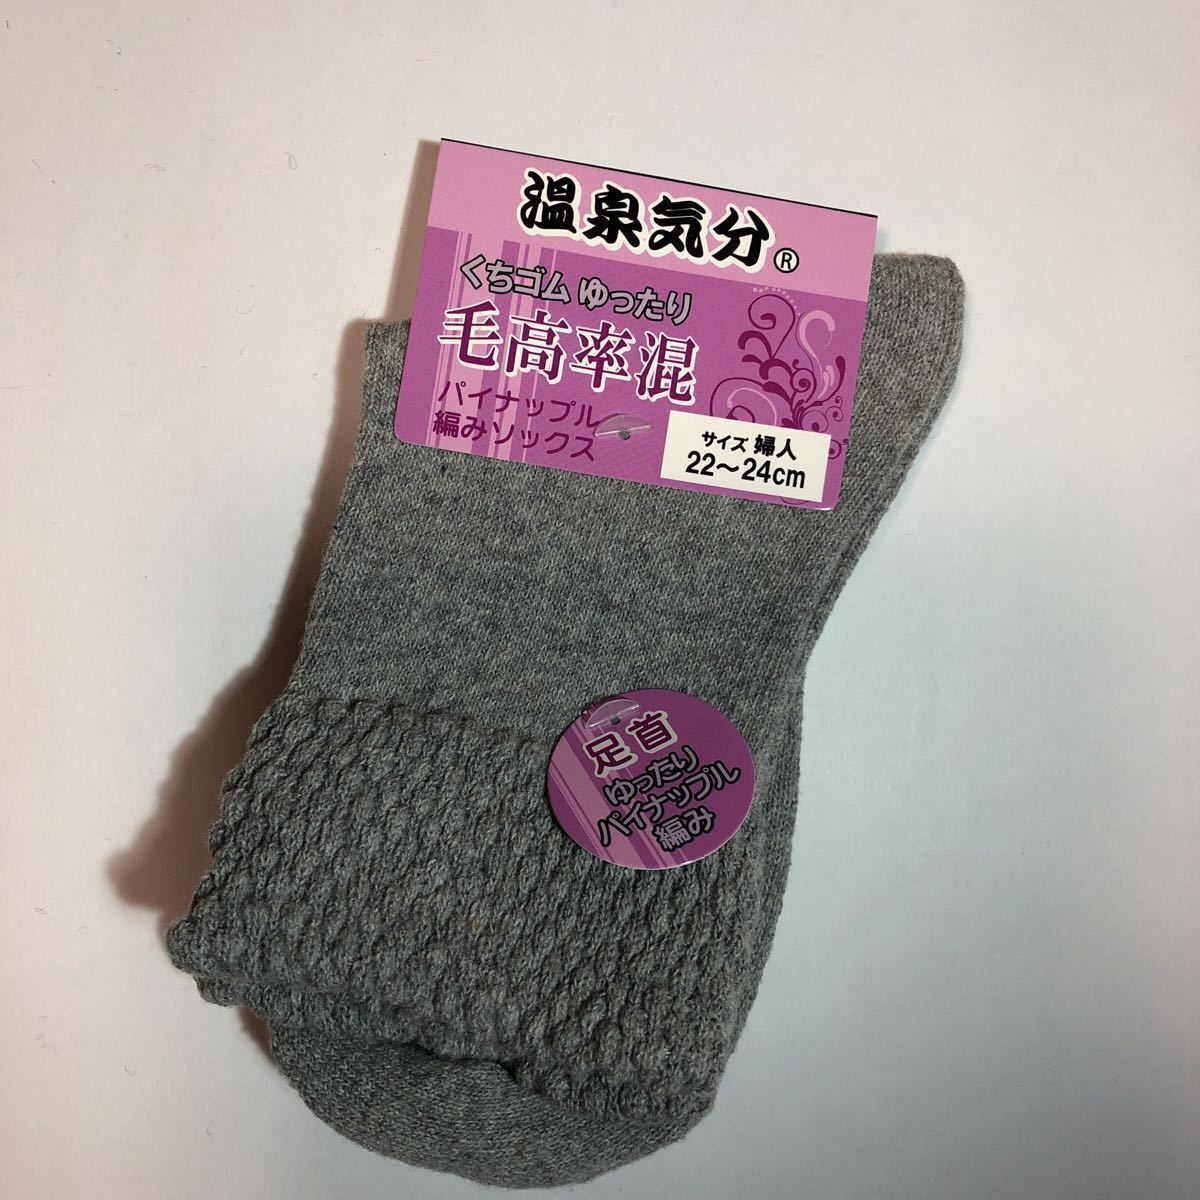 温泉気分®
くちゴム ゆったり
毛高率混
パイナップル
編みソックス
サイズ 婦人
22～24cm
足首
ゆったり
パイナップル
編み